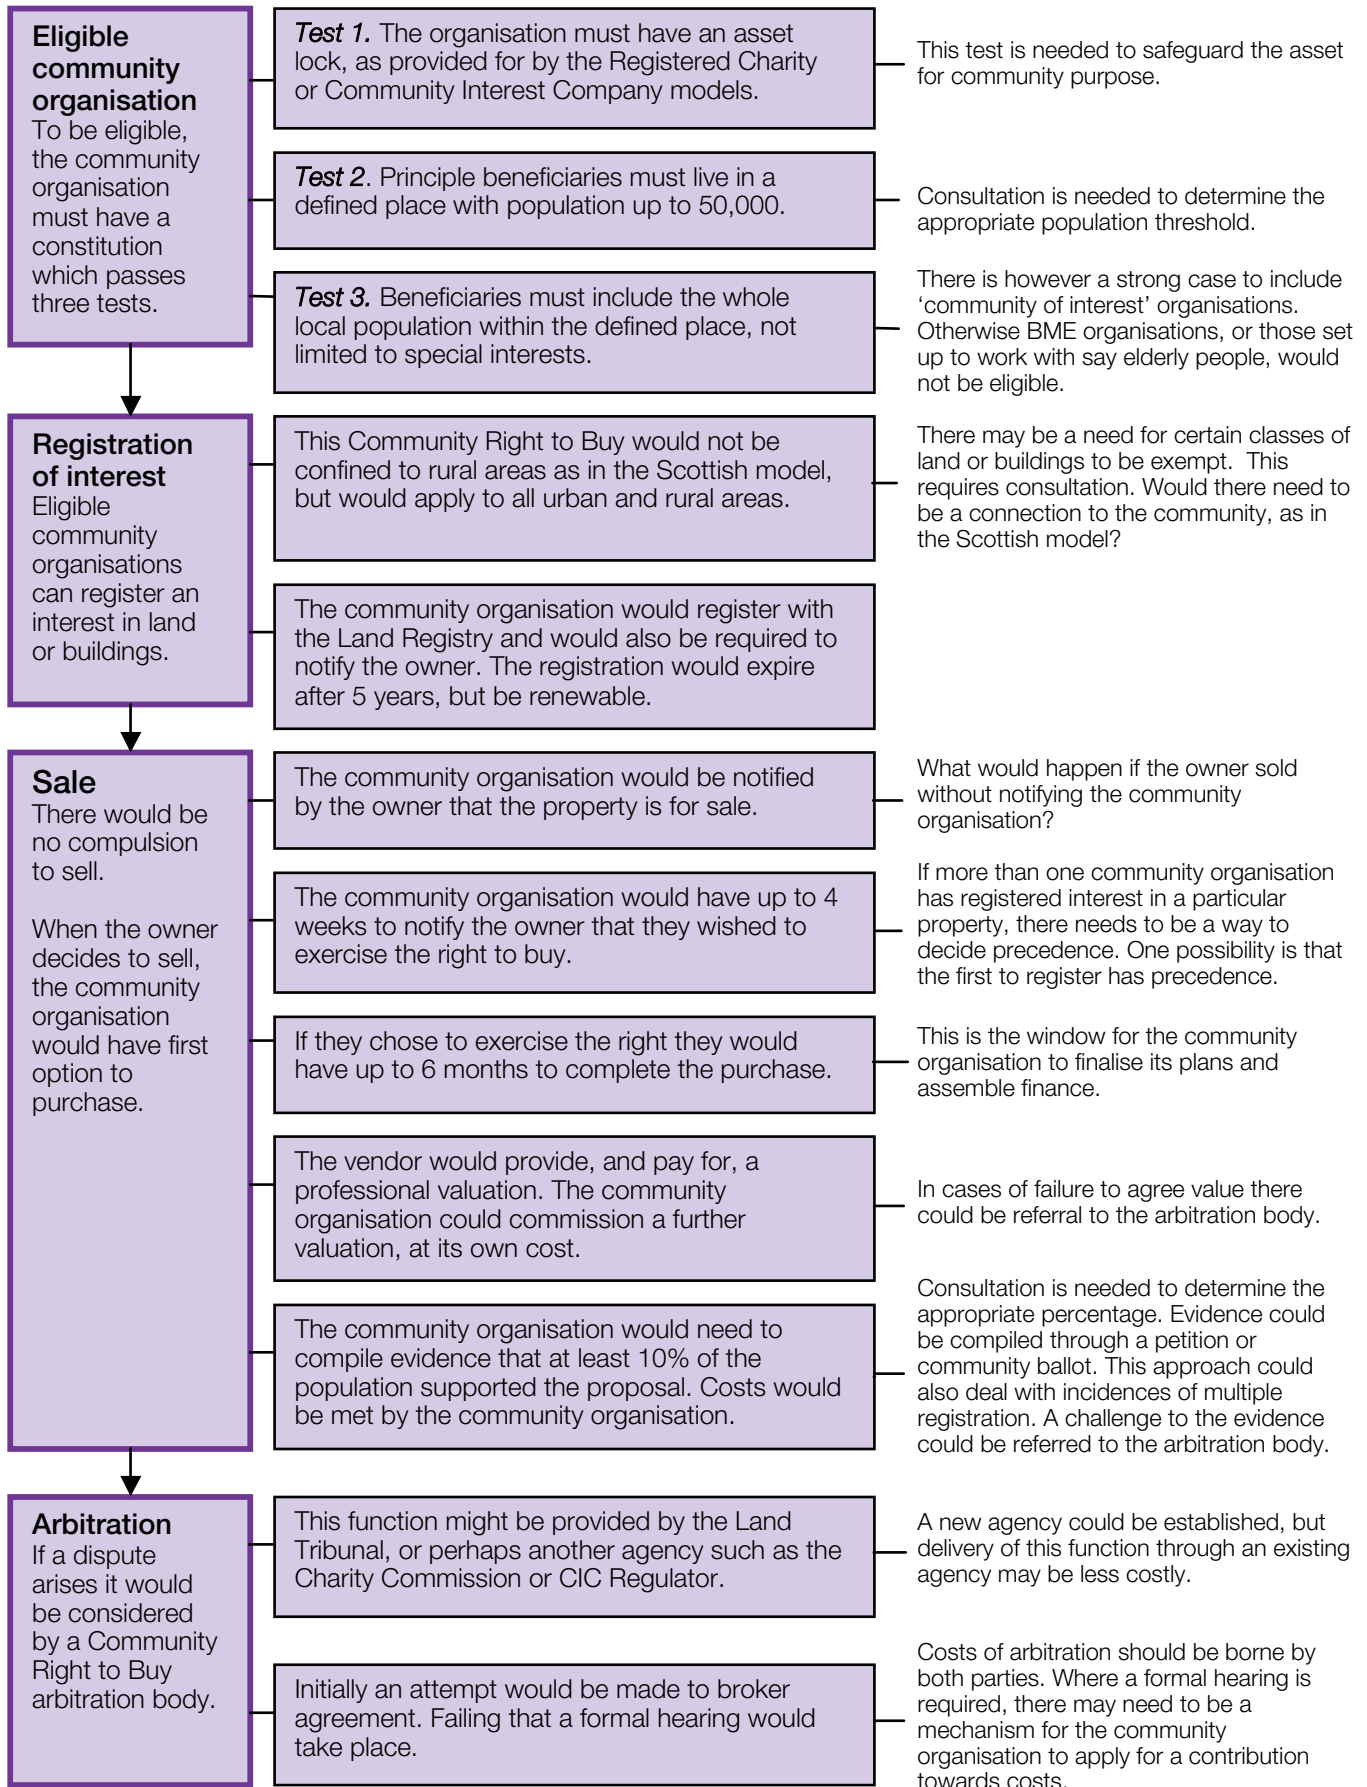 Eligible
community
organisation
To be eligible,
the community
organisation
must have a
constitution
which passes
three tests.
Test 1. The organisation must have an asset
lock, as provided for by the Registered Charity
or Community Interest Company models.
This test is needed to safeguard the asset
for community purpose.
Test 2. Principle beneficiaries must live in a
defined place with population up to 50,000.
Consultation is needed to determine the
appropriate population threshold.
Test 3. Beneficiaries must include the whole
local population within the defined place, not
limited to special interests.
There is however a strong case to include
‘community of interest’ organisations.
Otherwise BME organisations, or those set
up to work with say elderly people, would
not be eligible.
Registration
of interest
Eligible
community
organisations
can register an
interest in land
or buildings.
This Community Right to Buy would not be
confined to rural areas as in the Scottish model,
but would apply to all urban and rural areas.
There may be a need for certain classes of
land or buildings to be exempt.  This
requires consultation. Would there need to
be a connection to the community, as in
the Scottish model?
The community organisation would register with
the Land Registry and would also be required to
notify the owner. The registration would expire
after 5 years, but be renewable.
Sale
There would be
no compulsion
to sell.
When the owner
decides to sell,
the community
organisation
would have first
option to
purchase.
The community organisation would be notified
by the owner that the property is for sale.
What would happen if the owner sold
without notifying the community
organisation?
The community organisation would have up to 4
weeks to notify the owner that they wished to
exercise the right to buy.
If more than one community organisation
has registered interest in a particular
property, there needs to be a way to
decide precedence. One possibility is that
the first to register has precedence.
If they chose to exercise the right they would
have up to 6 months to complete the purchase.
This is the window for the community
organisation to finalise its plans and
assemble finance.
The vendor would provide, and pay for, a
professional valuation. The community
organisation could commission a further
valuation, at its own cost.
In cases of failure to agree value there
could be referral to the arbitration body.
The community organisation would need to
compile evidence that at least 10% of the
population supported the proposal. Costs would
be met by the community organisation.
Consultation is needed to determine the
appropriate percentage. Evidence could
be compiled through a petition or
community ballot. This approach could
also deal with incidences of multiple
registration. A challenge to the evidence
could be referred to the arbitration body.
Arbitration
If a dispute
arises it would
be considered
by a Community
Right to Buy
arbitration body.
This function might be provided by the Land
Tribunal, or perhaps another agency such as the
Charity Commission or CIC Regulator.
A new agency could be established, but
delivery of this function through an existing
agency may be less costly.
Initially an attempt would be made to broker
agreement. Failing that a formal hearing would
take place.
Costs of arbitration should be borne by
both parties. Where a formal hearing is
required, there may need to be a
mechanism for the community
organisation to apply for a contribution
towards costs.